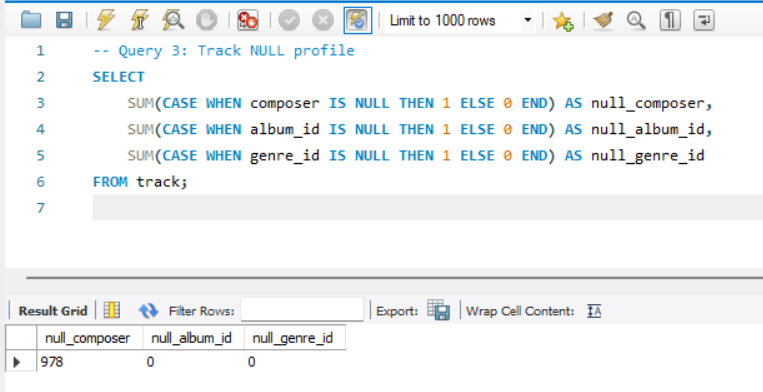 Limit to 1000 rows
1 -- Query 3: Track NULL profile
2 SELECT
3 SUM(CASE WHEN composer IS NULL THEN 1 ELSE 0 END) AS null_composer,
4 SUM(CASE WHEN album_id IS NULL THEN 1 ELSE 0 END) AS null_album_id,
5 SUM(CASE WHEN genre_id IS NULL THEN 1 ELSE 0 END) AS null_genre_id
6 FROM track;
7
Result Grid Filter Rows: Export: Wrap Cell Content: IA
null_composer null_album_id null_genre_id
978 0 0